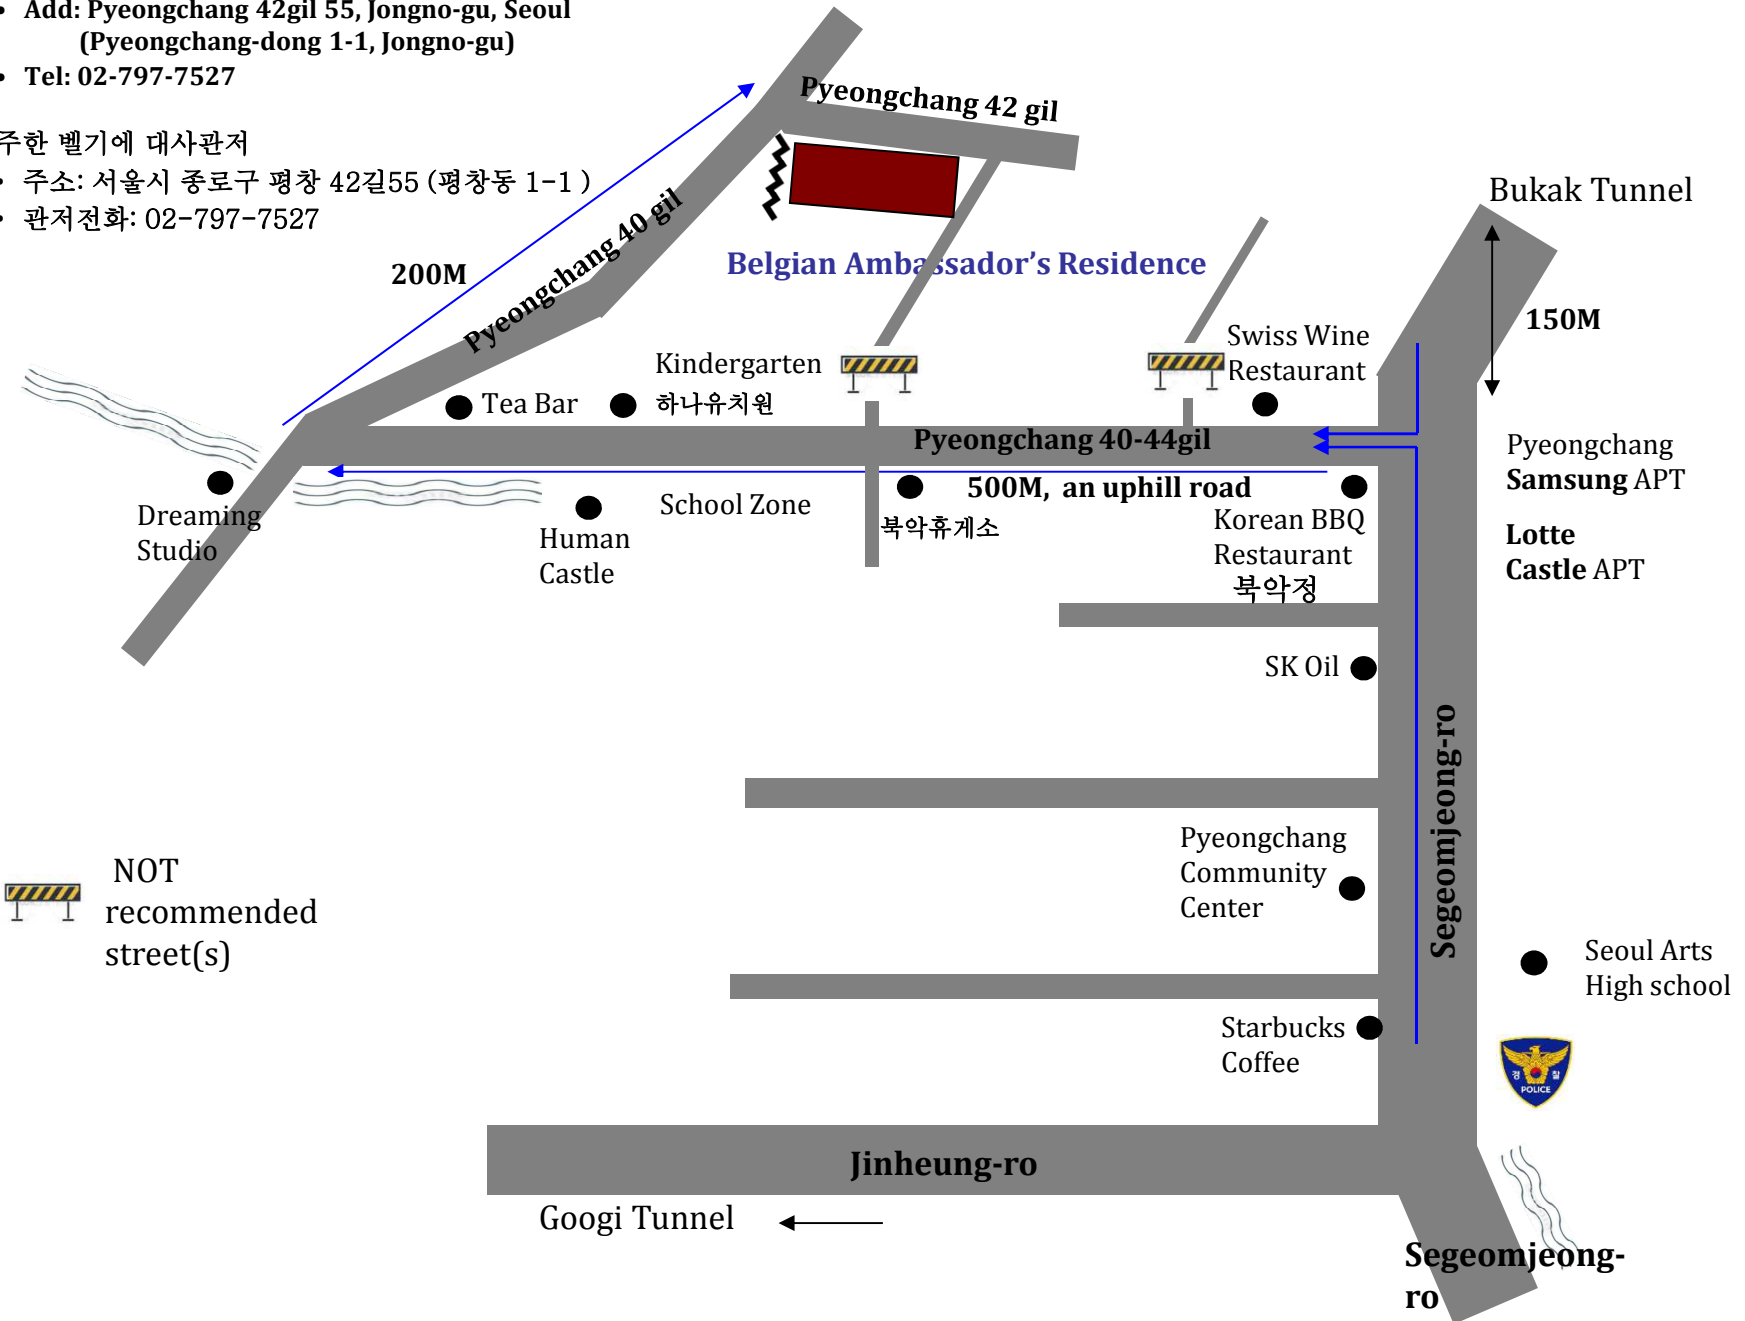 • Add: Pyeongchang 42gil 55, Jongno-gu, Seoul
(Pyeongchang-dong 1-1, Jongno-gu)
• Tel: 02-797-7527
주한 벨기에 대사관저
• 주소: 서울시 종로구 평창 42길55 (평창동 1-1 )
• 관저전화: 02-797-7527
Pyeongchang 42 gil
Bukak Tunnel
200M
Pyeongchang 40 gil
Belgian Ambassador’s Residence
150M
Kindergarten
하나유치원
Tea Bar
Swiss Wine
Restaurant
Pyeongchang 40-44gil
Pyeongchang
Samsung APT
Lotte
Castle APT
500M, an uphill road
School Zone
북악휴게소
Korean BBQ
Restaurant
북악정
Dreaming
Studio
Human
Castle
SK Oil
Segeomjeong-ro
Pyeongchang
Community
Center
NOT
recommended
street(s)
Seoul Arts
High school
Starbucks
Coffee
경 찰
POLICE
Jinheung-ro
Googi Tunnel
Segeomjeong-
ro